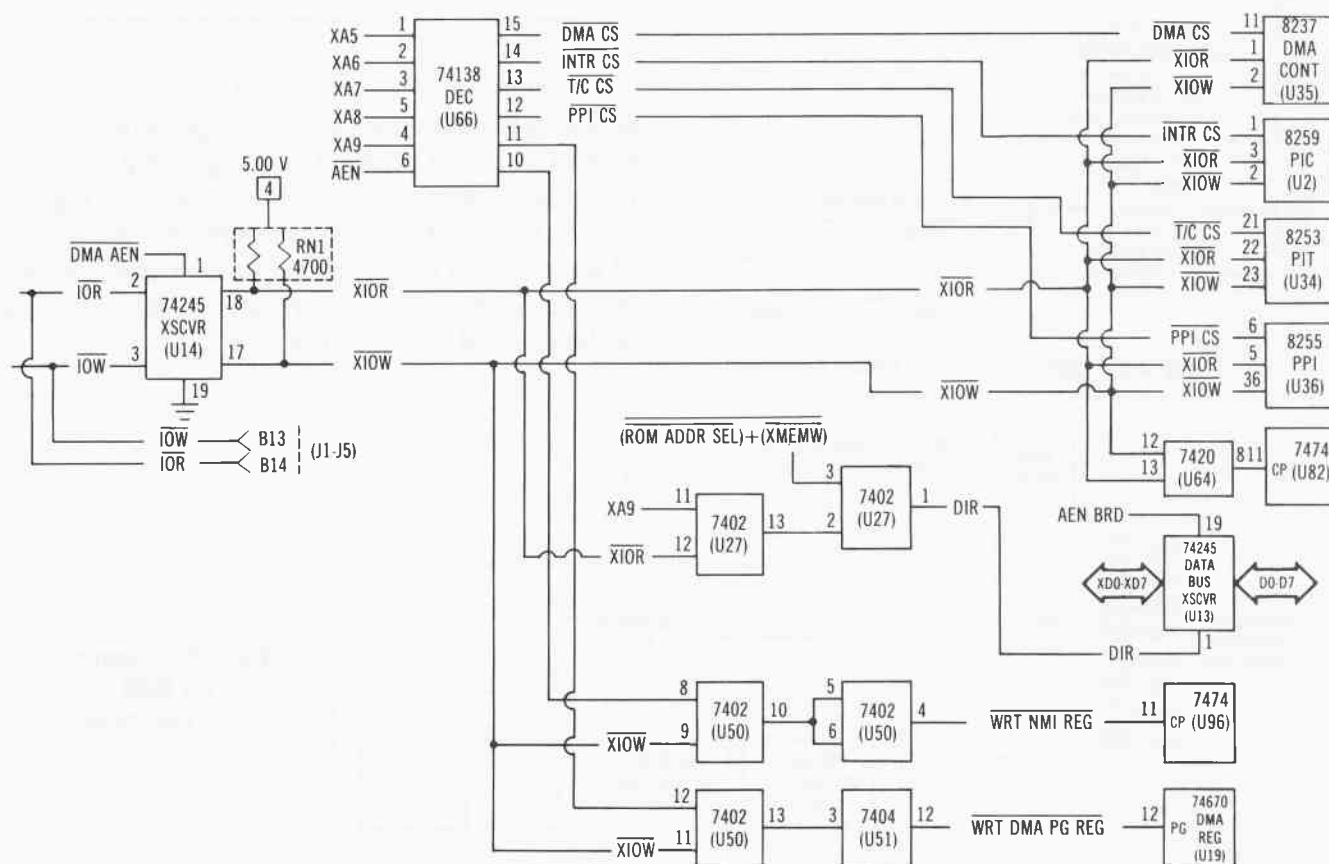 XA5 1
XA6 2
XA7 3
XA8 5
XA9 4
AEN 6
74138
DEC
(U66)
15 DMA CS
14 INTR CS
13 T/C CS
12 PPI CS
11
10
DMA CS 11
XIOR 1
XIOW 2
8237
DMA
CONT
(U35)
INTR CS 1
XIOR 3
XIOW 2
8259
PIC
(U2)
T/C CS 21
XIOR 22
XIOW 23
8253
PIT
(U34)
PPI CS 6
XIOR 5
XIOW 36
8255
PPI
(U36)
5.00 V
4
RN1
4700
DMA AEN
1
IOR 2
IOW 3
74245
XSCVR
(U14)
18
17
19
XIOR
XIOW
XIOR
XIOW
IOW B13
IOR B14
(J1-J5)
12
13
7420
(U64)
811
CP
7474
(U82)
(ROM ADDR SEL)+(XMEMW)
XA9 11
XIOR 12
7402
(U27)
13
3
2
7402
(U27)
1
DIR
AEN BRD
19
XD0-XD7
74245
DATA
BUS
XSCVR
(U13)
D0-D7
DIR
1
8
XIOW 9
7402
(U50)
10
5
6
7402
(U50)
4
WRT NMI REG
11
CP
7474
(U96)
12
XIOW 11
7402
(U50)
13
3
7404
(U51)
12
WRT DMA PG REG
12
PG
74670
DMA
REG
(U19)